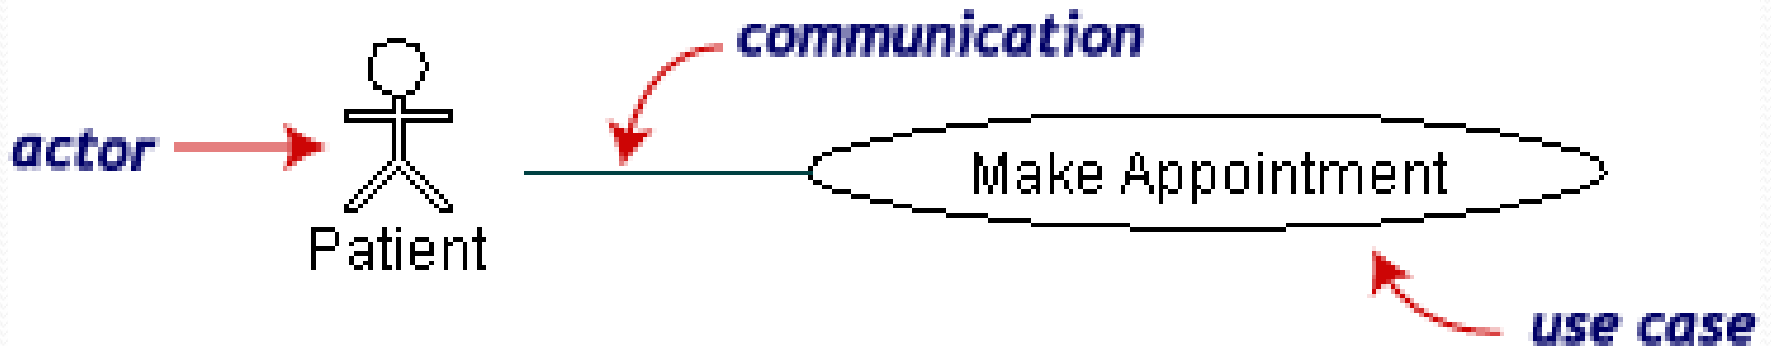 communication
actor
Make Appointment
Patient
use case